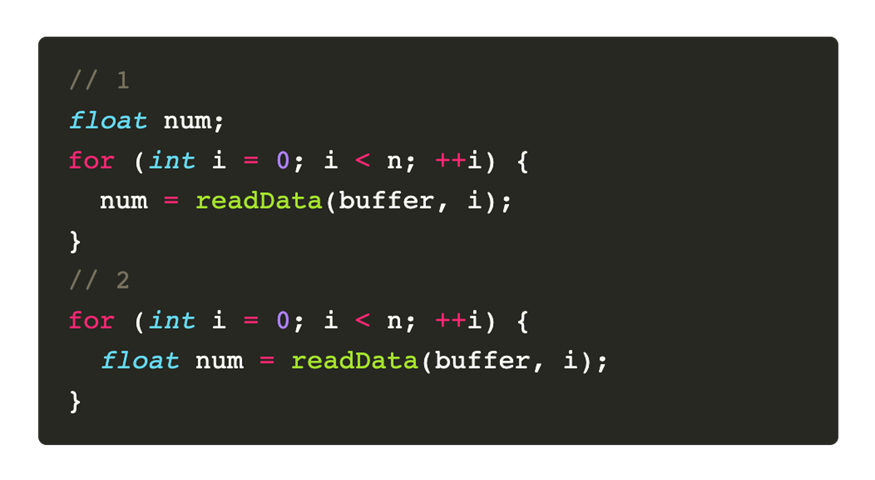 // 1
float num;
for (int i = 0; i < n; ++i) {
  num = readData(buffer, i);
}
// 2
for (int i = 0; i < n; ++i) {
  float num = readData(buffer, i);
}